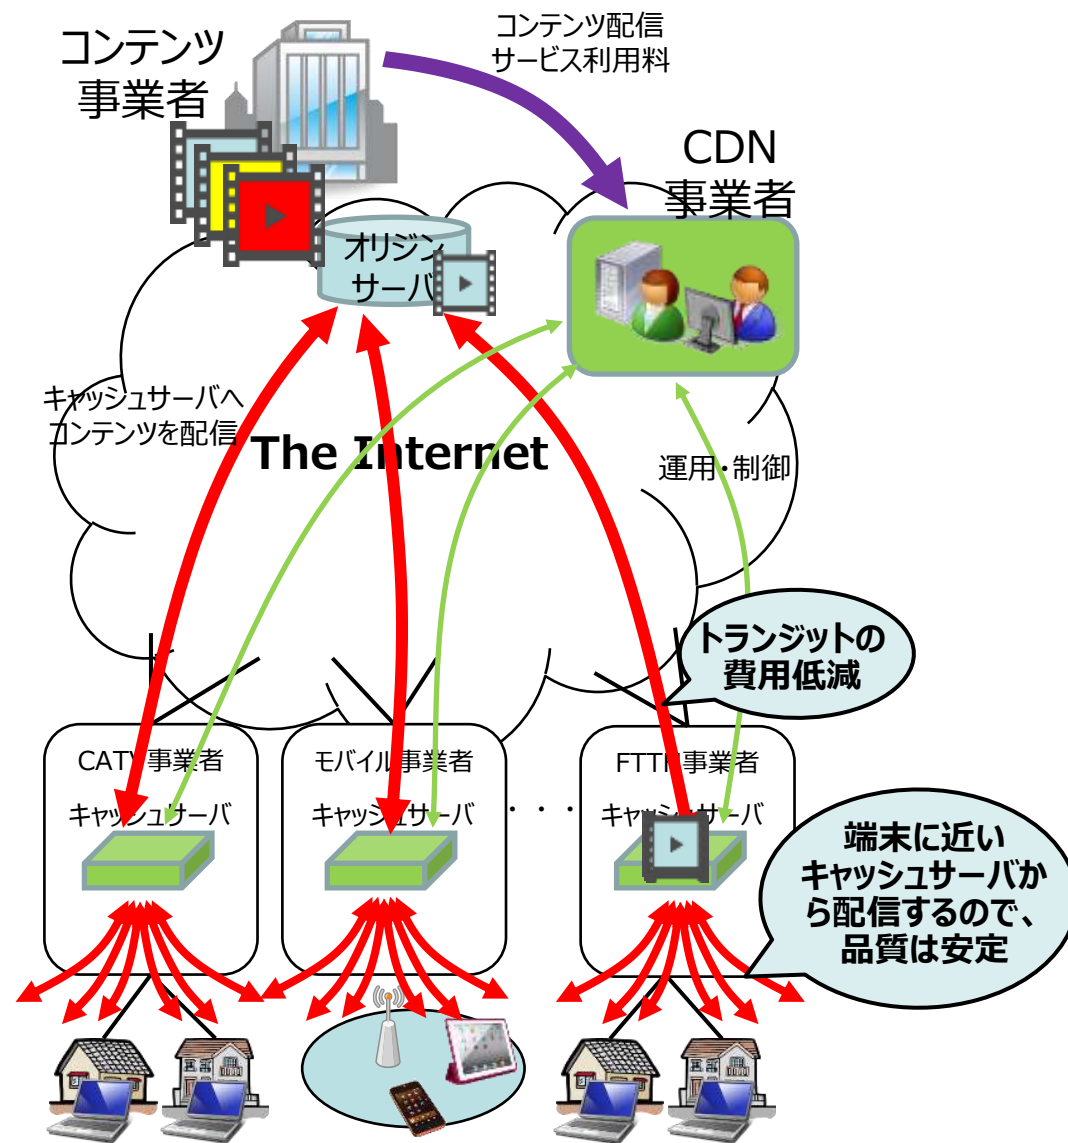 コンテンツ
事業者
コンテンツ配信
サービス利用料
CDN
事業者
オリジン
サーバ
キャッシュサーバへ
コンテンツを配信
The Internet
運用・制御
トランジットの
費用低減
CATV事業者
キャッシュサーバ
モバイル事業者
キャッシュサーバ
・・・
FTTH事業者
キャッシュサーバ
端末に近い
キャッシュサーバか
ら配信するので、
品質は安定